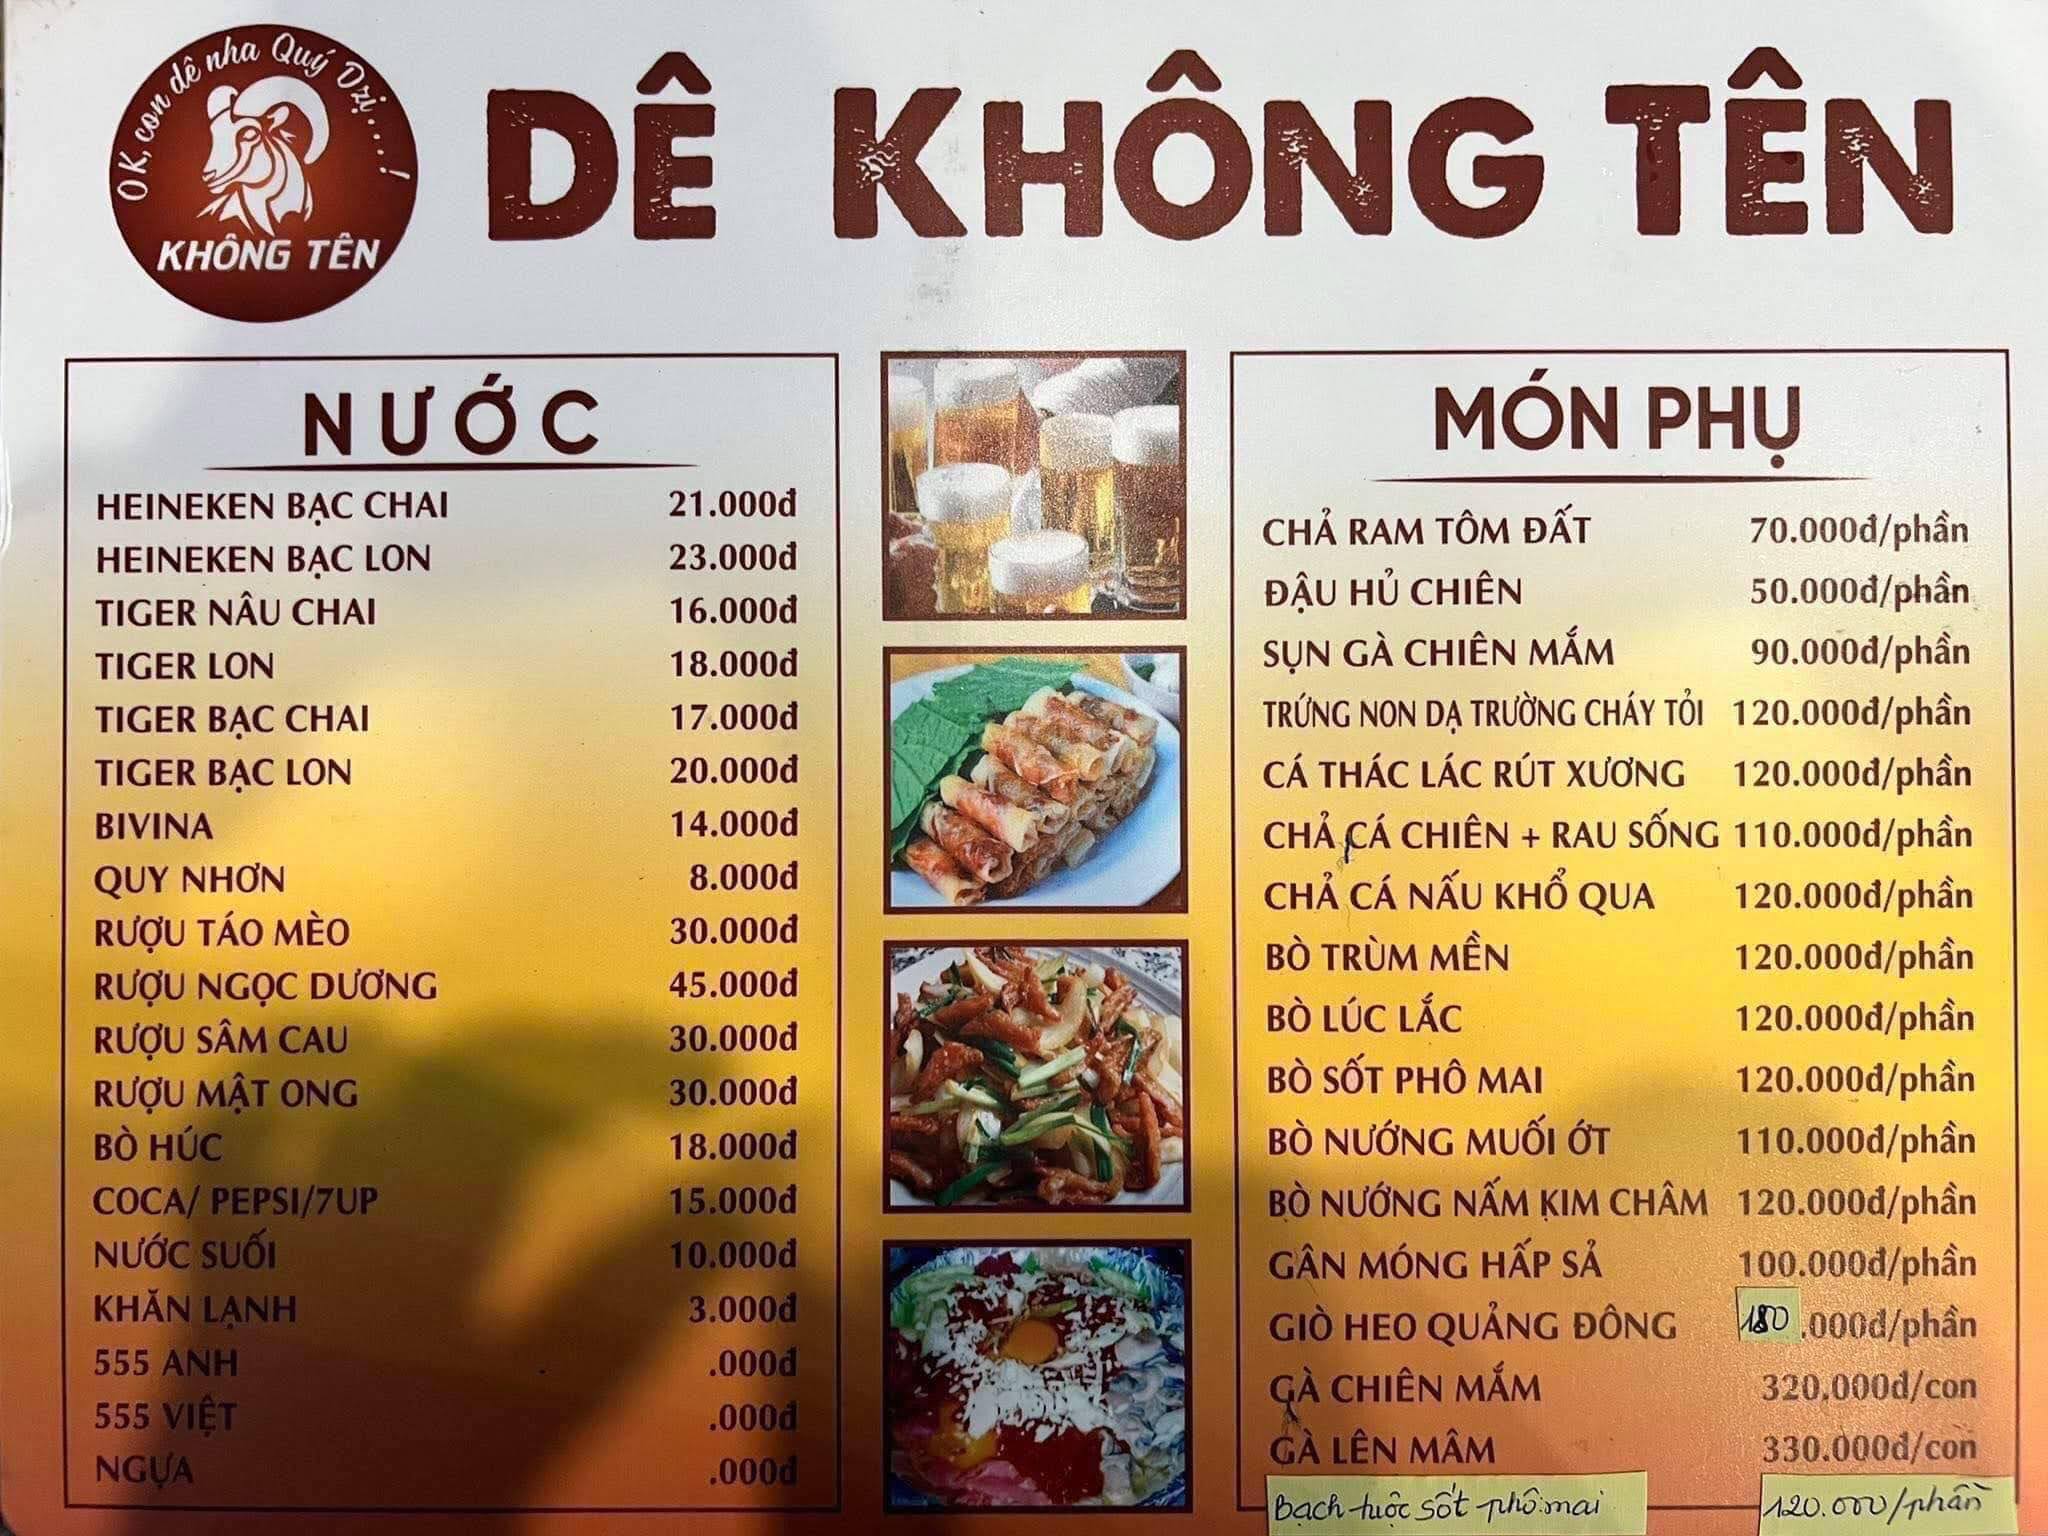 OK, con dê nha Quý Dzị....!
KHÔNG TÊN
DÊ KHÔNG TÊN
NƯỚC
HEINEKEN BẠC CHAI 21.000đ
HEINEKEN BẠC LON 23.000đ
TIGER NÂU CHAI 16.000đ
TIGER LON 18.000đ
TIGER BẠC CHAI 17.000đ
TIGER BẠC LON 20.000đ
BIVINA 14.000đ
QUY NHƠN 8.000đ
RƯỢU TÁO MÈO 30.000đ
RƯỢU NGỌC DƯƠNG 45.000đ
RƯỢU SÂM CAU 30.000đ
RƯỢU MẬT ONG 30.000đ
BÒ HÚC 18.000đ
COCA/ PEPSI/7UP 15.000đ
NƯỚC SUỐI 10.000đ
KHĂN LẠNH 3.000đ
555 ANH .000đ
555 VIỆT .000đ
NGỰA .000đ
MÓN PHỤ
CHẢ RAM TÔM ĐẤT 70.000đ/phần
ĐẬU HỦ CHIÊN 50.000đ/phần
SỤN GÀ CHIÊN MẮM 90.000đ/phần
TRỨNG NON DẠ TRƯỜNG CHÁY TỎI 120.000đ/phần
CÁ THÁC LÁC RÚT XƯƠNG 120.000đ/phần
CHẢ CÁ CHIÊN + RAU SỐNG 110.000đ/phần
CHẢ CÁ NẤU KHỔ QUA 120.000đ/phần
BÒ TRÙM MỀN 120.000đ/phần
BÒ LÚC LẮC 120.000đ/phần
BÒ SỐT PHÔ MAI 120.000đ/phần
BÒ NƯỚNG MUỐI ỚT 110.000đ/phần
BÒ NƯỚNG NẤM KIM CHÂM 120.000đ/phần
GÂN MÓNG HẤP SẢ 100.000đ/phần
GIÒ HEO QUẢNG ĐÔNG 180.000đ/phần
GÀ CHIÊN MẮM 320.000đ/con
GÀ LÊN MÂM 330.000đ/con
Bạch tuộc sốt phô mai 120.000/phần